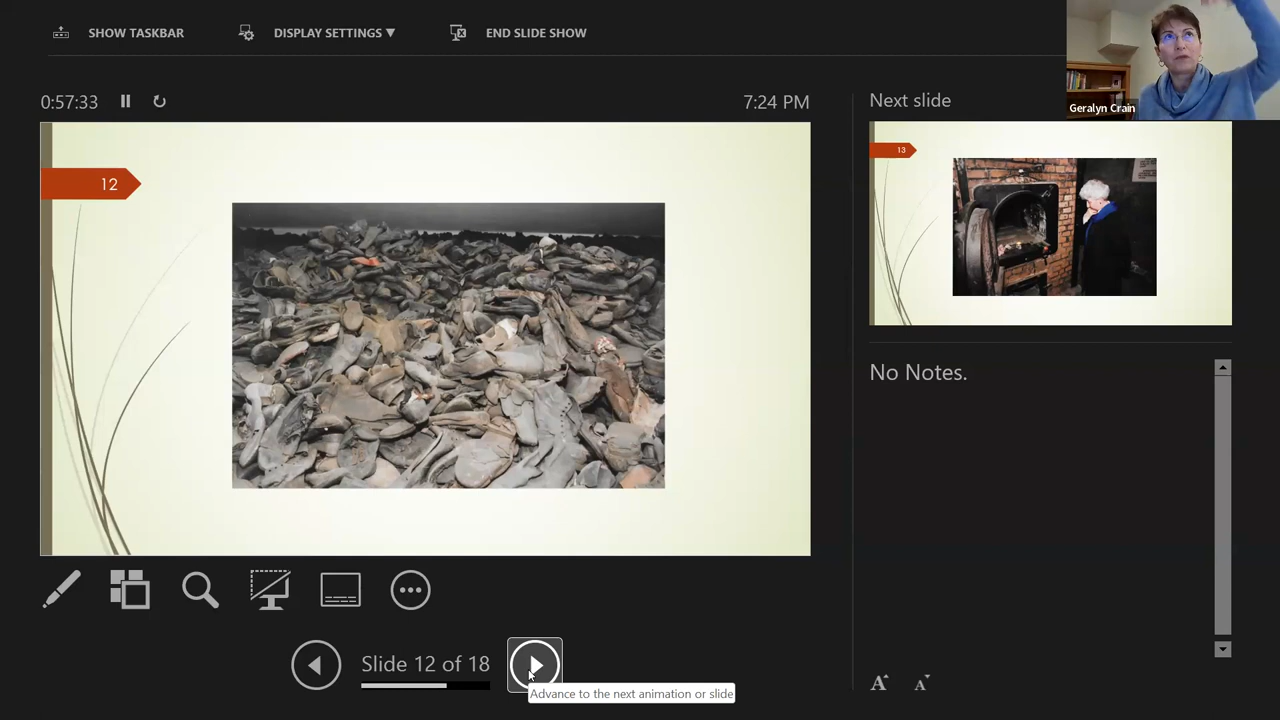 SHOW TASKBAR
DISPLAY SETTINGS ▼
END SLIDE SHOW
Geralyn Crain
0:57:33
7:24 PM
Next slide
12
13
No Notes.
Slide 12 of 18
Advance to the next animation or slide
A A